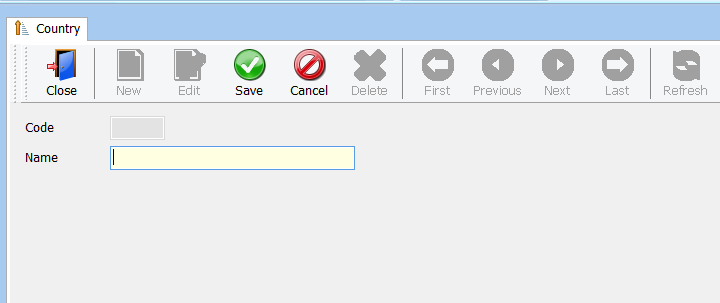 Country
Close New Edit Save Cancel Delete First Previous Next Last Refresh
Code
Name